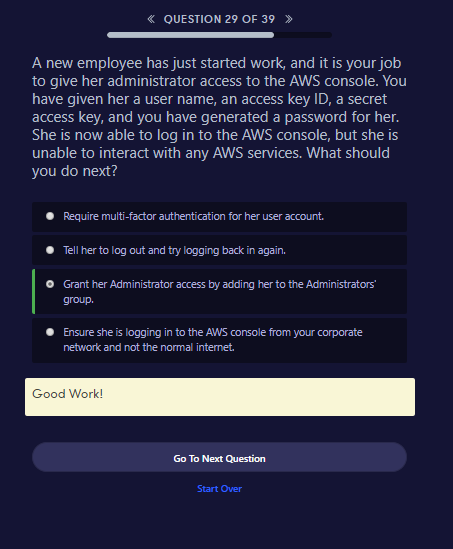 « QUESTION 29 OF 39 »
A new employee has just started work, and it is your job
to give her administrator access to the AWS console. You
have given her a user name, an access key ID, a secret
access key, and you have generated a password for her.
She is now able to log in to the AWS console, but she is
unable to interact with any AWS services. What should
you do next?
Require multi-factor authentication for her user account.
Tell her to log out and try logging back in again.
Grant her Administrator access by adding her to the Administrators'
group.
Ensure she is logging in to the AWS console from your corporate
network and not the normal internet.
Good Work!
Go To Next Question
Start Over